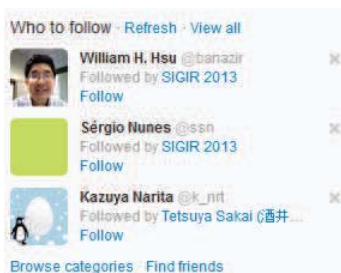 Who to follow · Refresh · View all
William H. Hsu @banazir
Followed by SIGIR 2013
Follow
Sérgio Nunes @ssn
Followed by SIGIR 2013
Follow
Kazuya Narita @k_nrt
Followed by Tetsuya Sakai (酒井...
Follow
Browse categories · Find friends